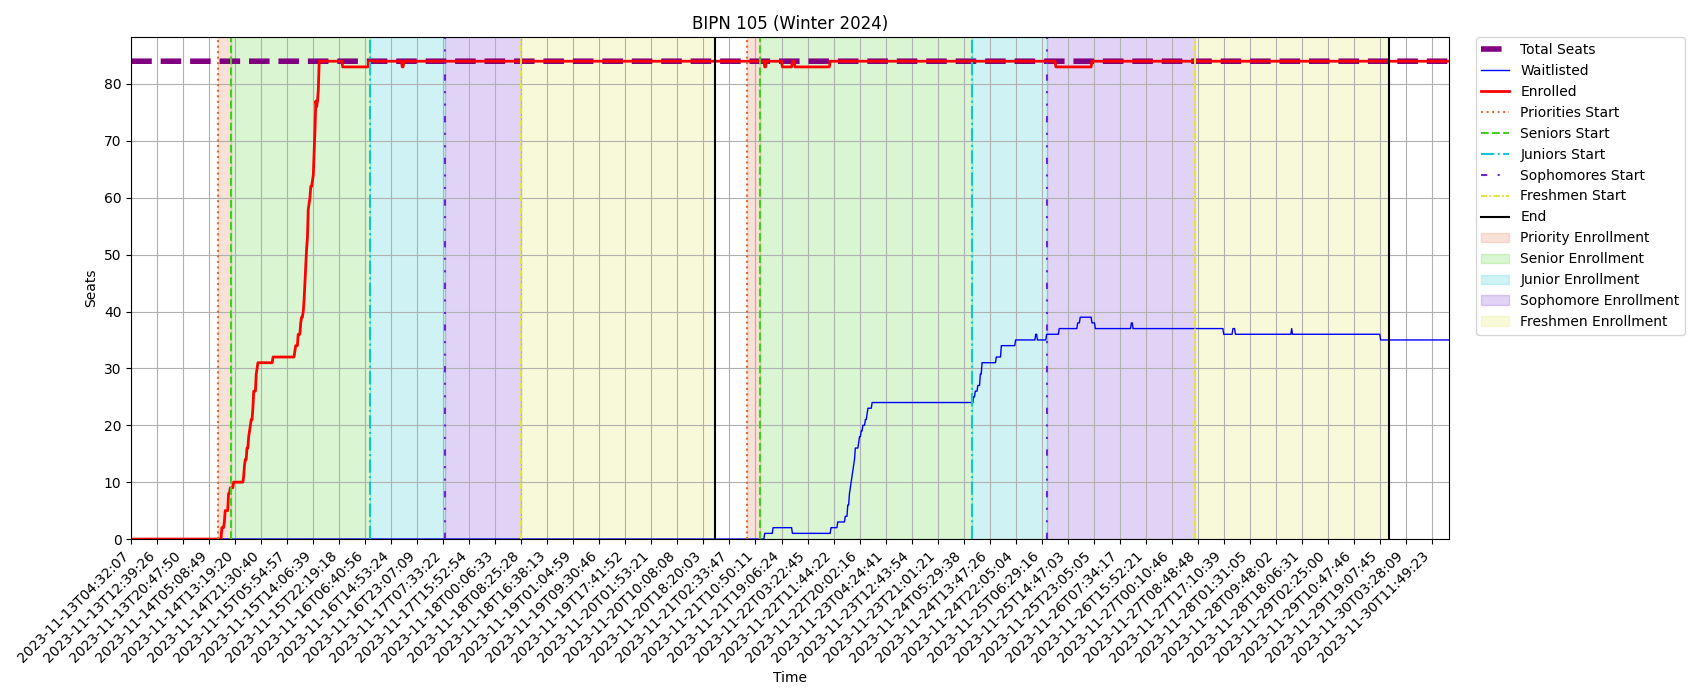 BIPN 105 (Winter 2024)
Total Seats
Waitlisted
Enrolled
Priorities Start
Seniors Start
Juniors Start
Sophomores Start
Freshmen Start
End
Priority Enrollment
Senior Enrollment
Junior Enrollment
Sophomore Enrollment
Freshmen Enrollment
Seats
80
70
60
50
40
30
20
10
0
2023-11-13T04:32:07
2023-11-13T12:39:26
2023-11-13T20:47:50
2023-11-14T05:08:49
2023-11-14T13:19:20
2023-11-14T21:30:40
2023-11-15T05:54:57
2023-11-15T14:06:39
2023-11-15T22:19:18
2023-11-16T06:40:56
2023-11-16T14:53:24
2023-11-16T23:07:09
2023-11-17T07:33:22
2023-11-17T15:52:54
2023-11-18T00:06:33
2023-11-18T08:25:28
2023-11-18T16:38:13
2023-11-19T01:04:59
2023-11-19T09:30:46
2023-11-19T17:41:52
2023-11-20T01:53:21
2023-11-20T10:08:08
2023-11-20T18:20:03
2023-11-21T02:33:47
2023-11-21T10:50:11
2023-11-21T19:06:24
2023-11-22T03:22:45
2023-11-22T11:44:22
2023-11-22T20:02:16
2023-11-23T04:24:41
2023-11-23T12:43:54
2023-11-23T21:01:21
2023-11-24T05:29:38
2023-11-24T13:47:26
2023-11-24T22:05:04
2023-11-25T06:29:16
2023-11-25T14:47:03
2023-11-25T23:05:05
2023-11-26T07:34:17
2023-11-26T15:52:21
2023-11-27T00:10:46
2023-11-27T08:48:48
2023-11-27T17:10:39
2023-11-28T01:31:05
2023-11-28T09:48:02
2023-11-28T18:06:31
2023-11-29T02:25:00
2023-11-29T10:47:46
2023-11-29T19:07:45
2023-11-30T03:28:09
2023-11-30T11:49:23
Time